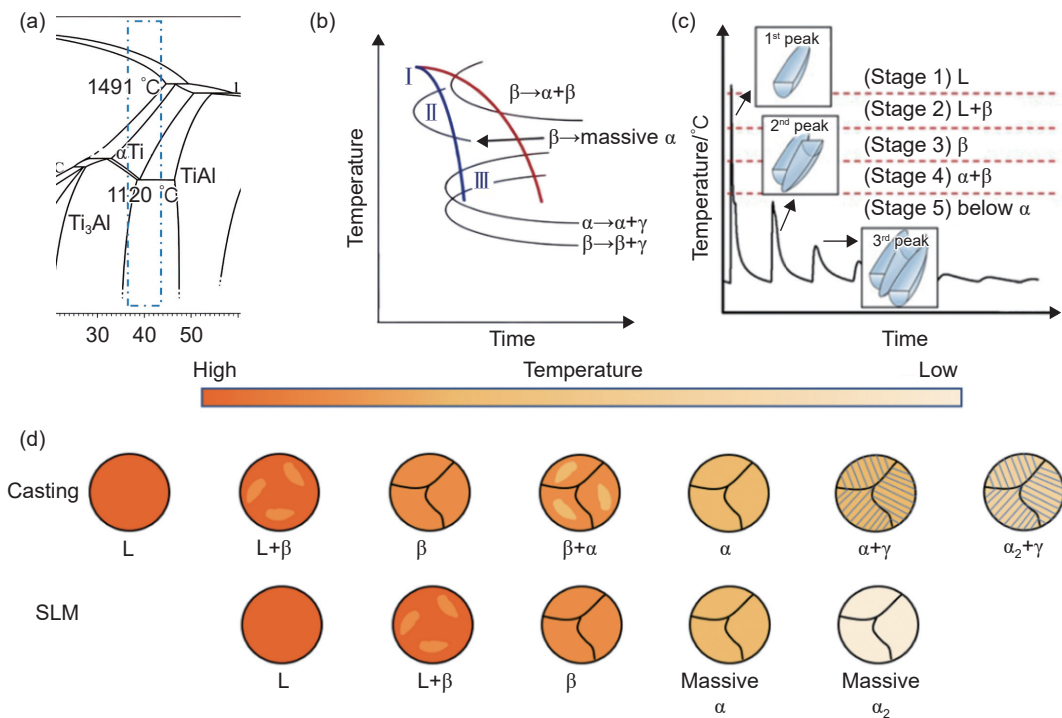 (a)
1491 °C
L
αTi
C
1120 °C
TiAl
Ti₃Al
30
40
50
(b)
Temperature
I
II
III
β→α+β
β→massive α
α→α+γ
β→β+γ
Time
(c)
Temperature/°C
1st peak
2nd peak
3rd peak
(Stage 1) L
(Stage 2) L+β
(Stage 3) β
(Stage 4) α+β
(Stage 5) below α
Time
High
Temperature
Low
(d)
Casting
L
L+β
β
β+α
α
α+γ
α₂+γ
SLM
L
L+β
β
Massive
α
Massive
α₂